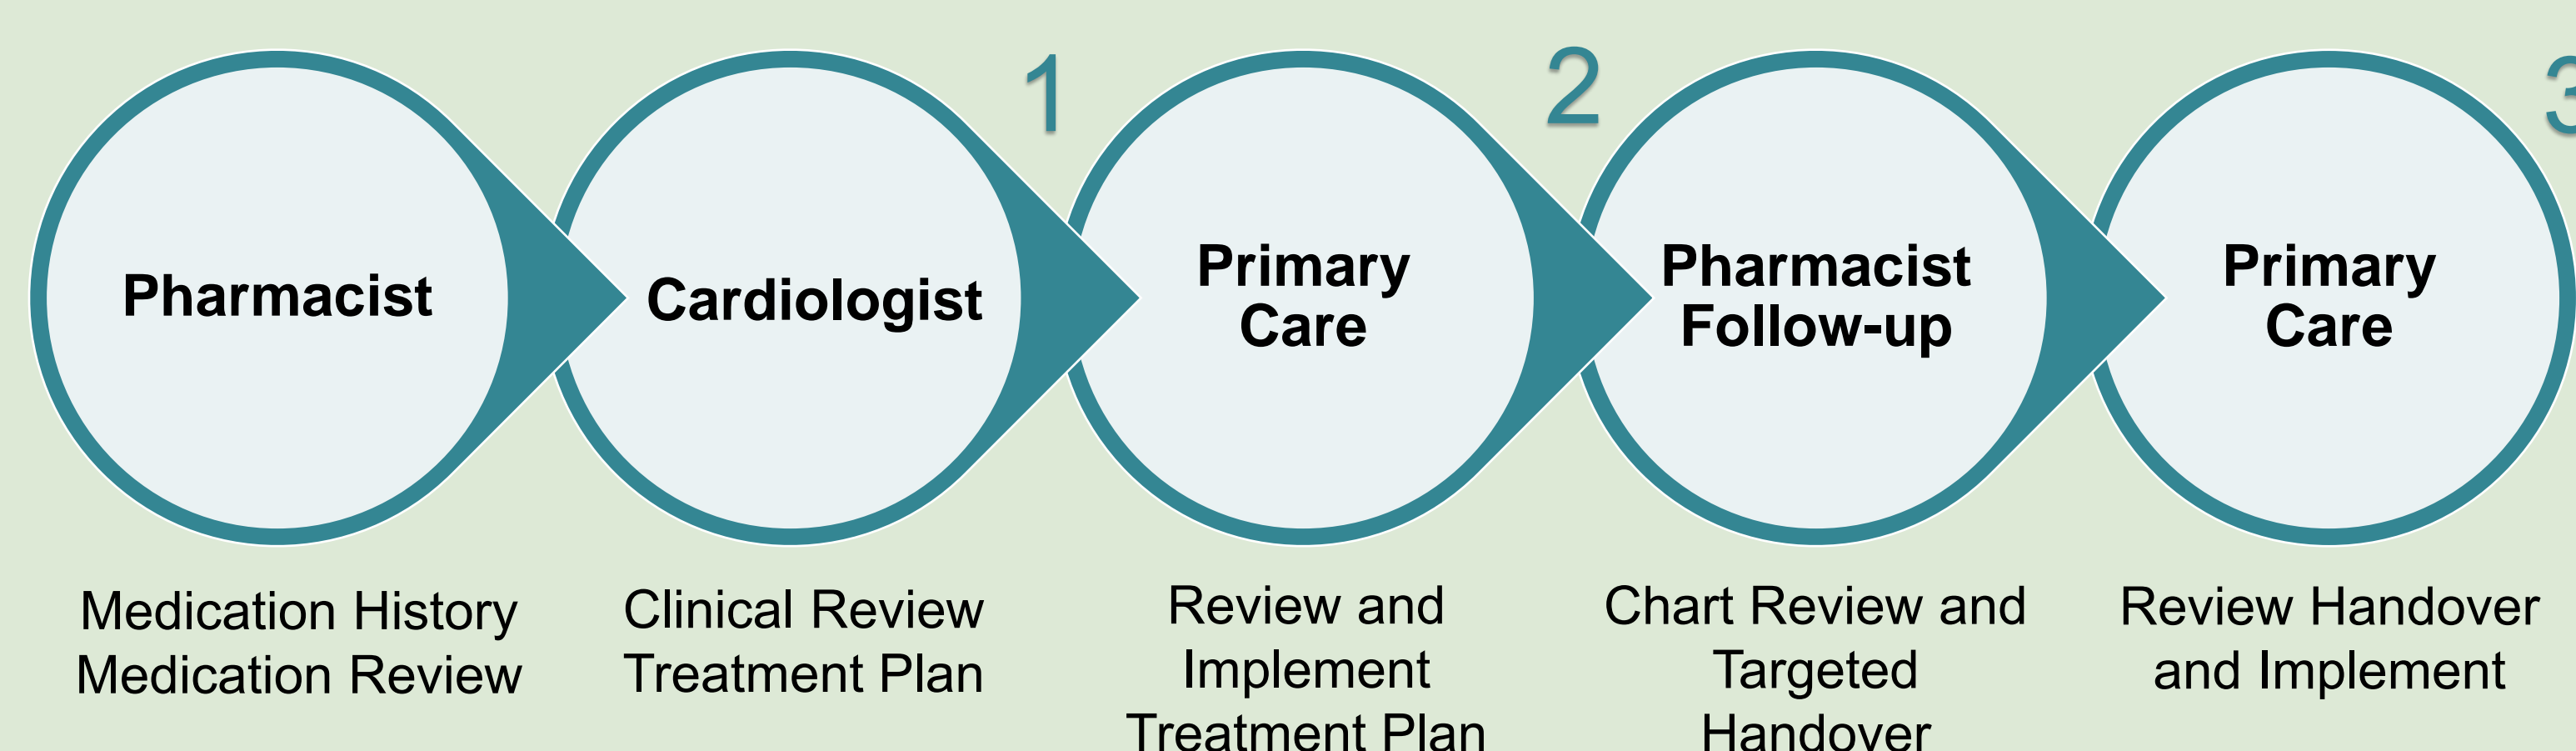 1
2
3
Pharmacist
Cardiologist
Primary
Care
Pharmacist
Follow-up
Primary
Care
Medication History
Medication Review
Clinical Review
Treatment Plan
Review and
Implement
Treatment Plan
Chart Review and
Targeted
Handover
Review Handover
and Implement